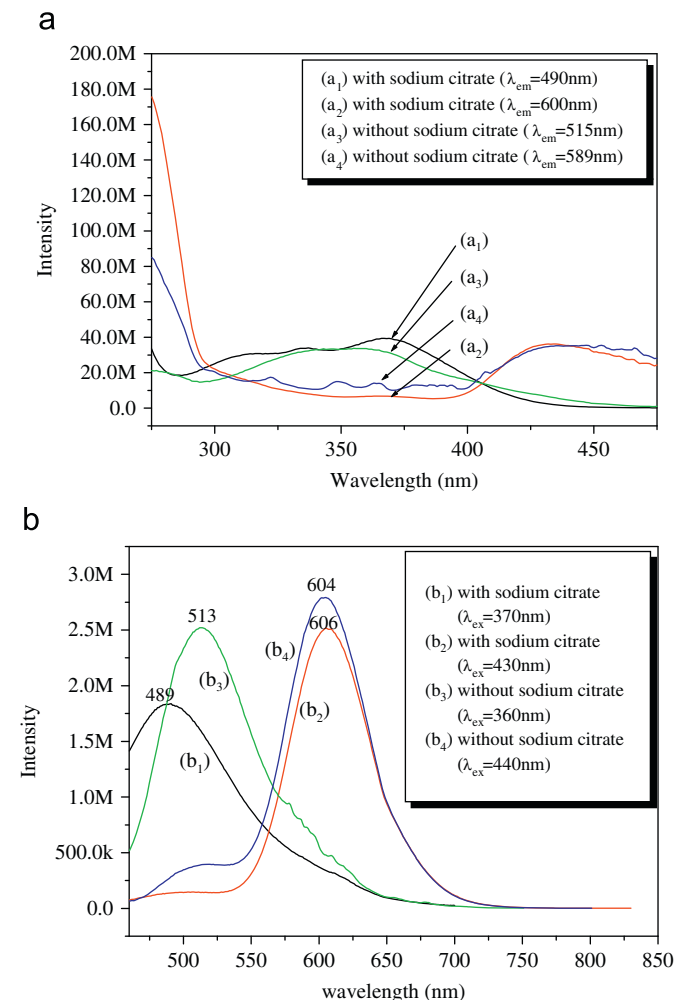 a
200.0M
180.0M
160.0M
140.0M
120.0M
100.0M
80.0M
60.0M
40.0M
20.0M
0.0
Intensity
(a1) with sodium citrate (λem=490nm)
(a2) with sodium citrate (λem=600nm)
(a3) without sodium citrate (λem=515nm)
(a4) without sodium citrate (λem=589nm)
(a1)
(a3)
(a4)
(a2)
300 350 400 450
Wavelength (nm)
b
3.0M
2.5M
2.0M
1.5M
1.0M
500.0k
0.0
Intensity
604
606
513
489
(b4)
(b3)
(b2)
(b1)
(b1) with sodium citrate
(λex=370nm)
(b2) with sodium citrate
(λex=430nm)
(b3) without sodium citrate
(λex=360nm)
(b4) without sodium citrate
(λex=440nm)
500 550 600 650 700 750 800 850
wavelength (nm)